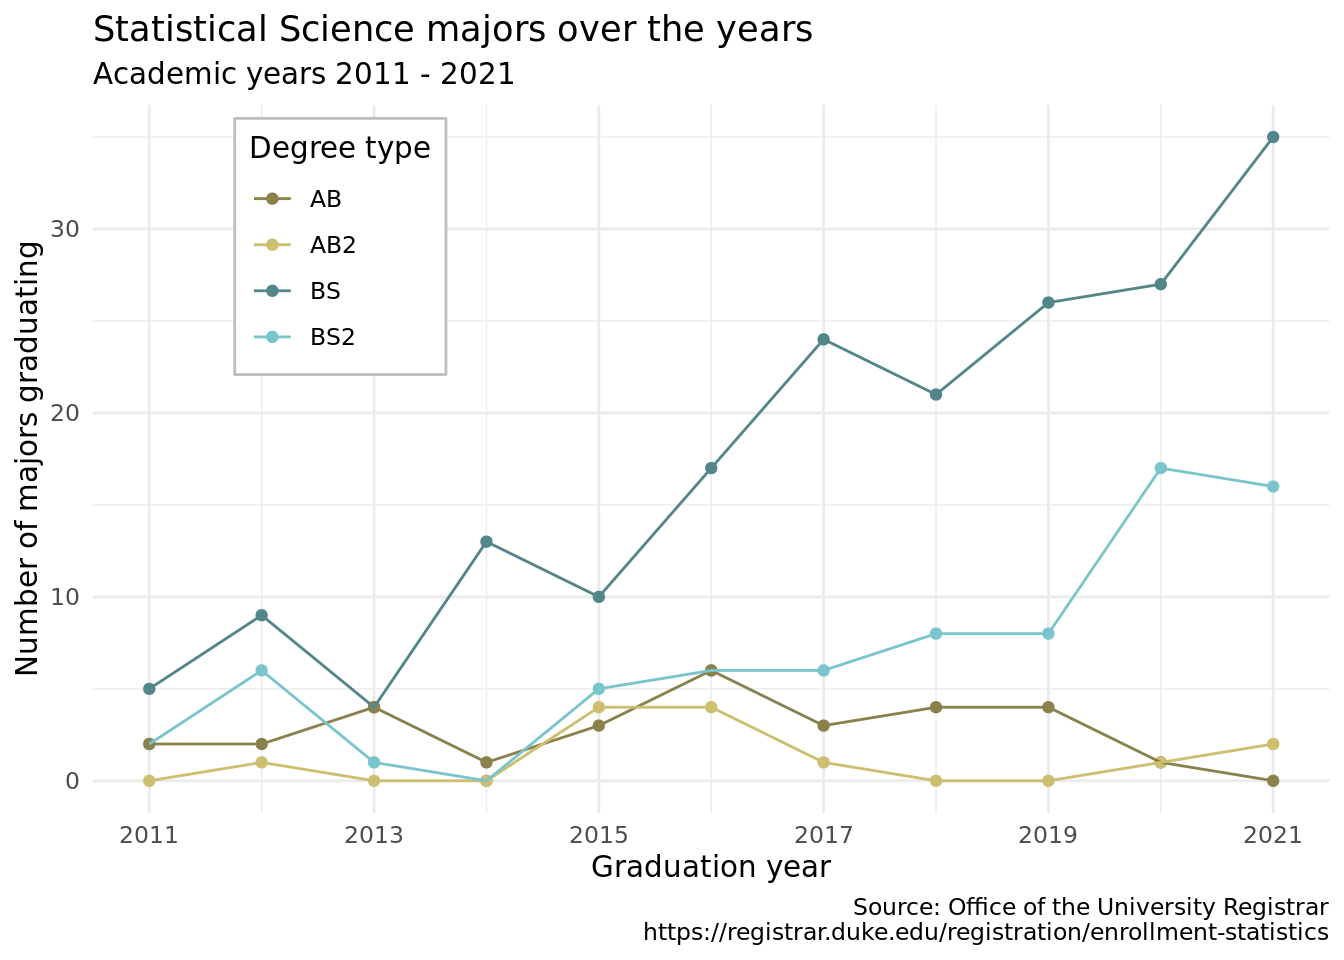 Statistical Science majors over the years
Academic years 2011 - 2021
Degree type
AB
AB2
BS
BS2
Number of majors graduating
30
20
10
0
2011 2013 2015 2017 2019 2021
Graduation year
Source: Office of the University Registrar
https://registrar.duke.edu/registration/enrollment-statistics